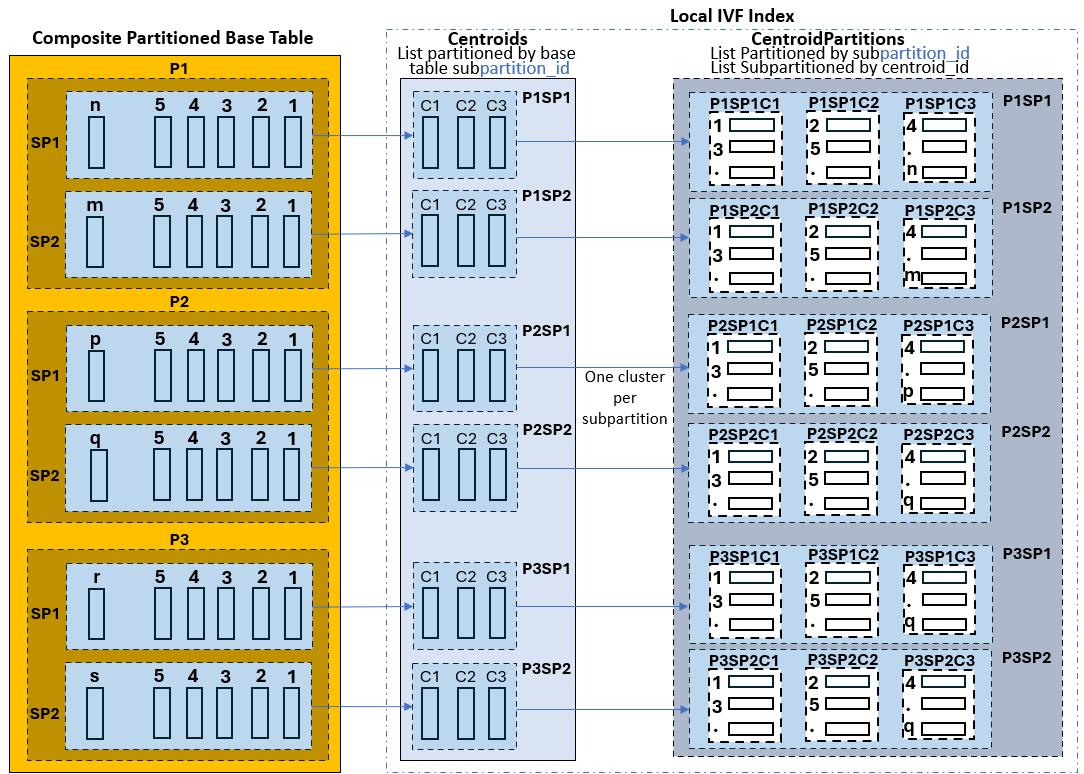 Local IVF Index
Composite Partitioned Base Table
P1
SP1
n 5 4 3 2 1
SP2
m 5 4 3 2 1
P2
SP1
p 5 4 3 2 1
SP2
q 5 4 3 2 1
P3
SP1
r 5 4 3 2 1
SP2
s 5 4 3 2 1
Centroids
List partitioned by base
table subpartition_id
C1 C2 C3 P1SP1
C1 C2 C3 P1SP2
C1 C2 C3 P2SP1
C1 C2 C3 P2SP2
C1 C2 C3 P3SP1
C1 C2 C3 P3SP2
One cluster
per
subpartition
CentroidPartitions
List Partitioned by subpartition_id
List Subpartitioned by centroid_id
P1SP1C1 P1SP1C2 P1SP1C3 P1SP1
1 2 4
3 5 .
. . n
P1SP2C1 P1SP2C2 P1SP2C3 P1SP2
1 2 4
3 5 .
. . m
P2SP1C1 P2SP1C2 P2SP1C3 P2SP1
1 2 4
3 5 .
. . p
P2SP2C1 P2SP2C2 P2SP2C3 P2SP2
1 2 4
3 5 .
. . q
P3SP1C1 P3SP1C2 P3SP1C3 P3SP1
1 2 4
3 5 .
. . q
P3SP2C1 P3SP2C2 P3SP2C3 P3SP2
1 2 4
3 5 .
. . q